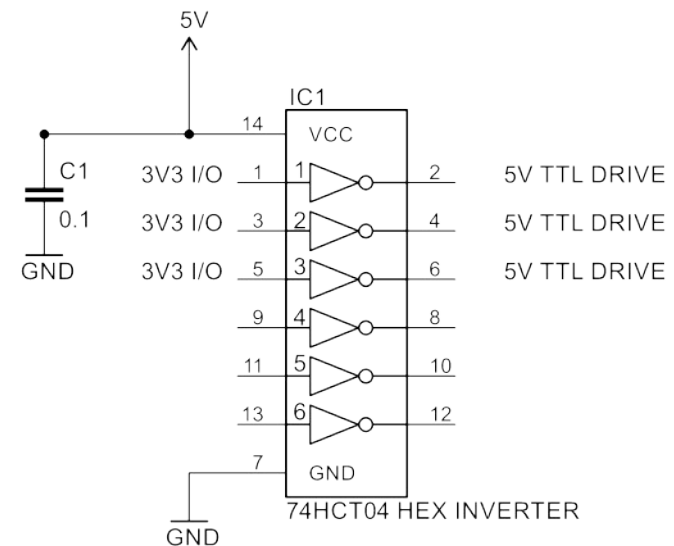 5V
IC1
14 VCC
C1 3V3 I/O 1 1 2 5V TTL DRIVE
0.1 3V3 I/O 3 2 4 5V TTL DRIVE
GND 3V3 I/O 5 3 6 5V TTL DRIVE
9 4 8
11 5 10
13 6 12
7 GND
74HCT04 HEX INVERTER
GND